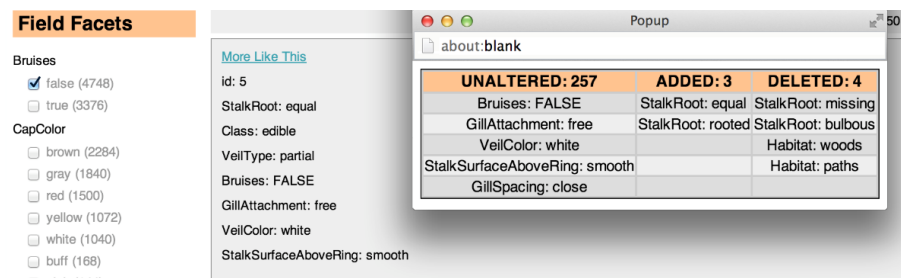 Field Facets
Bruises
false (4748)
true (3376)
CapColor
brown (2284)
gray (1840)
red (1500)
yellow (1072)
white (1040)
buff (168)
More Like This
id: 5
StalkRoot: equal
Class: edible
VeilType: partial
Bruises: FALSE
GillAttachment: free
VeilColor: white
StalkSurfaceAboveRing: smooth
50
Popup
about:blank
UNALTERED: 257 ADDED: 3 DELETED: 4
Bruises: FALSE StalkRoot: equal StalkRoot: missing
GillAttachment: free StalkRoot: rooted StalkRoot: bulbous
VeilColor: white Habitat: woods
StalkSurfaceAboveRing: smooth Habitat: paths
GillSpacing: close